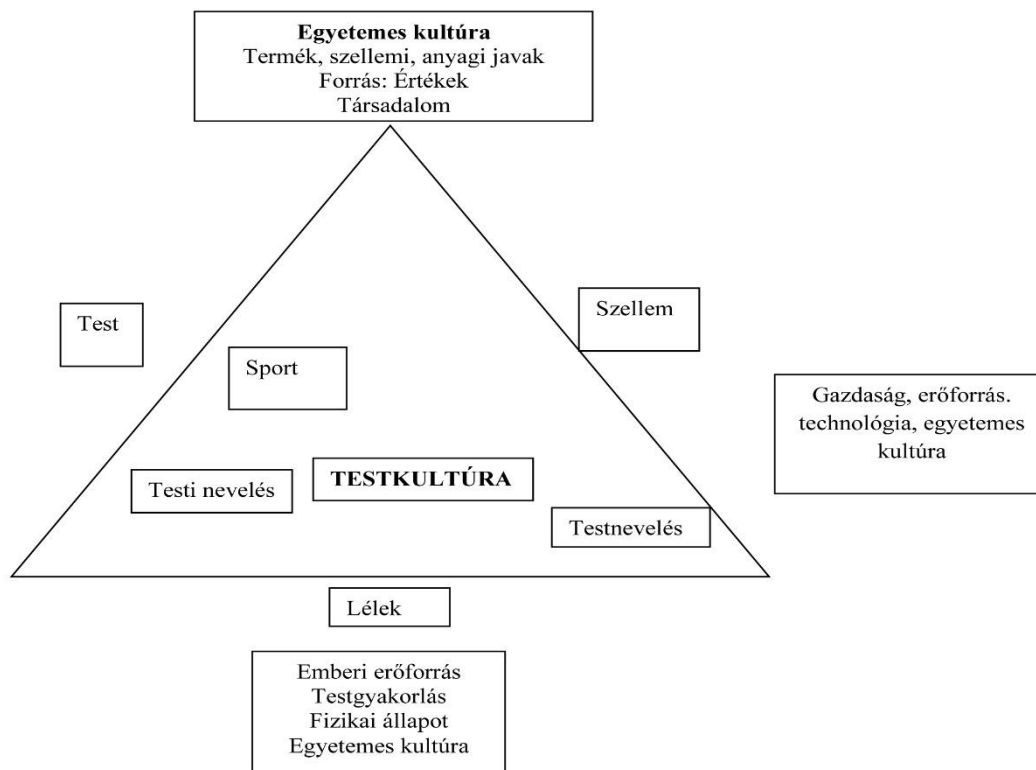 Egyetemes kultúra
Termék, szellemi, anyagi javak
Forrás: Értékek
Társadalom
Test
Szellem
Sport
Gazdaság, erőforrás.
technológia, egyetemes
kultúra
Testi nevelés
TESTKULTÚRA
Testnevelés
Lélek
Emberi erőforrás
Testgyakorlás
Fizikai állapot
Egyetemes kultúra